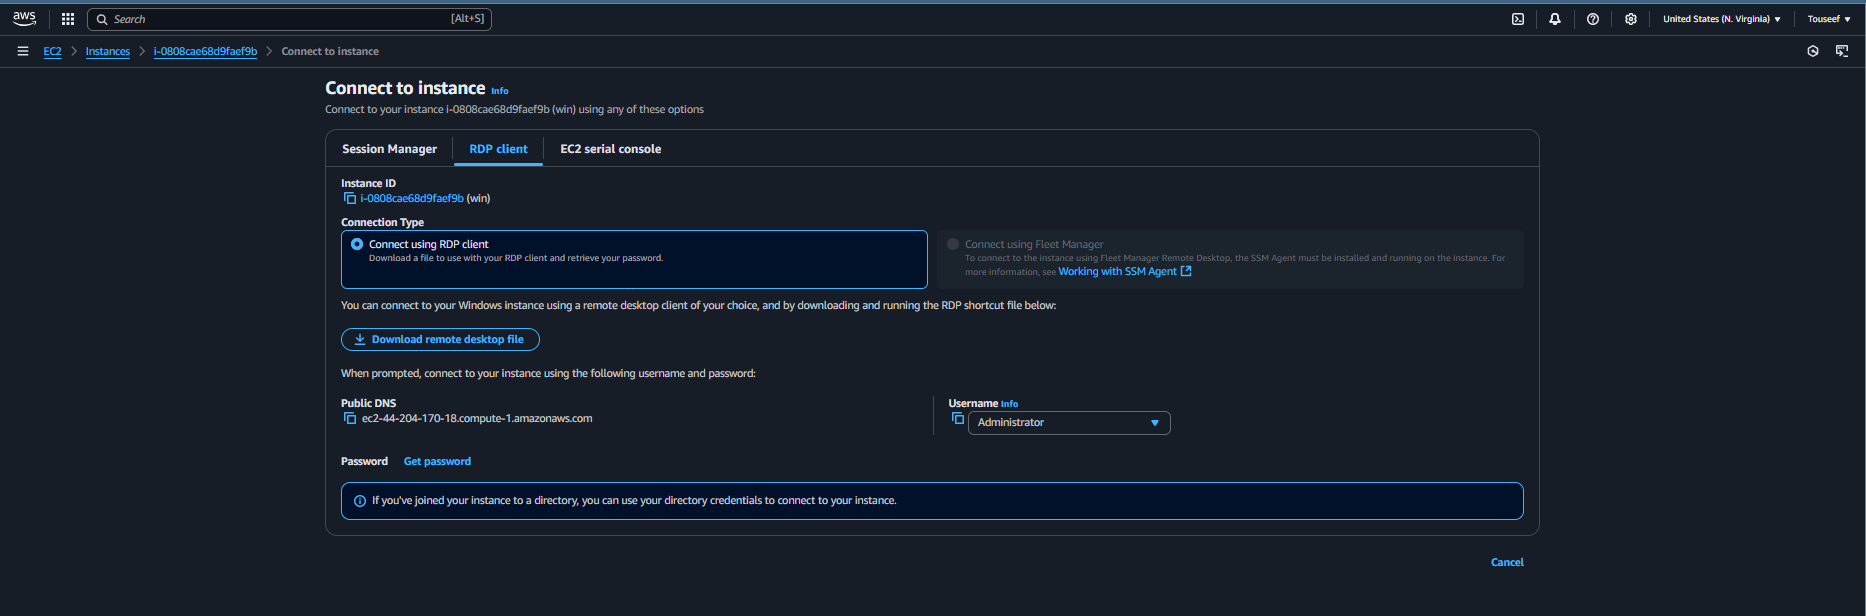 aws
Search [Alt+S]
United States (N. Virginia) ▼
Touseef ▼
EC2 > Instances > i-0808cae68d9faef9b > Connect to instance
Connect to instance Info
Connect to your instance i-0808cae68d9faef9b (win) using any of these options
Session Manager
RDP client
EC2 serial console
Instance ID
i-0808cae68d9faef9b (win)
Connection Type
Connect using RDP client
Download a file to use with your RDP client and retrieve your password.
Connect using Fleet Manager
To connect to the instance using Fleet Manager Remote Desktop, the SSM Agent must be installed and running on the instance. For
more information, see Working with SSM Agent
You can connect to your Windows instance using a remote desktop client of your choice, and by downloading and running the RDP shortcut file below:
Download remote desktop file
When prompted, connect to your instance using the following username and password:
Public DNS
ec2-44-204-170-18.compute-1.amazonaws.com
Username Info
Administrator
Password Get password
If you've joined your instance to a directory, you can use your directory credentials to connect to your instance.
Cancel